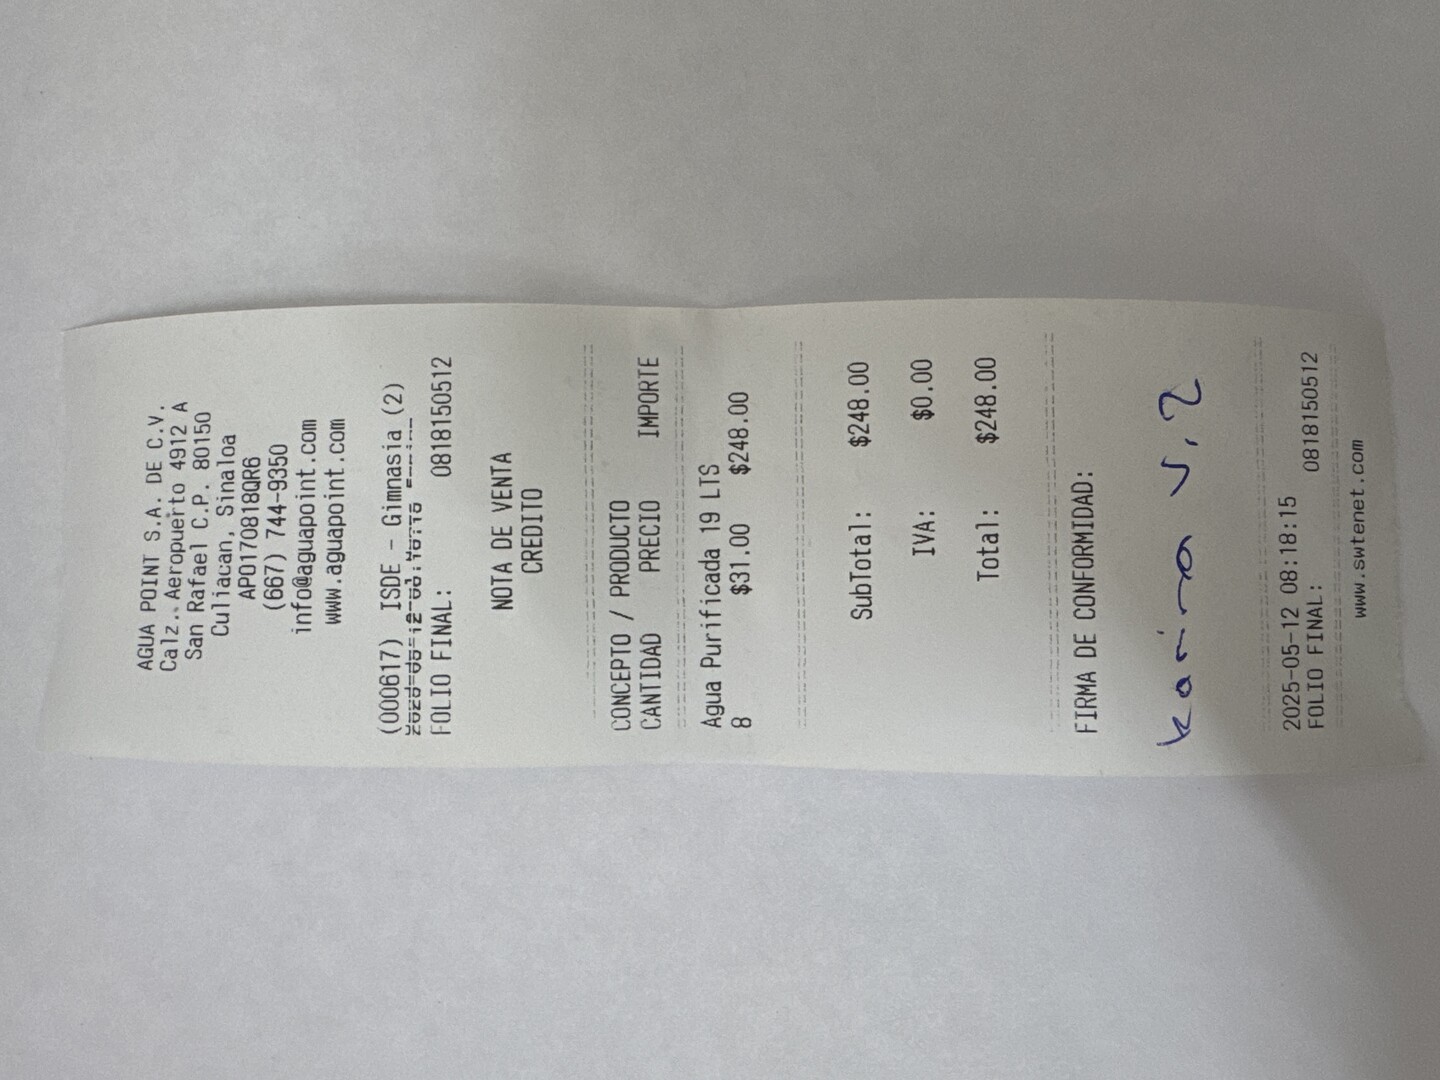 AGUA POINT S.A. DE C.V.
Calz. Aeropuerto 4912 A
San Rafael C.P. 80150
Culiacan, Sinaloa
APO170818QR6
(667) 744-9350
info@aguapoint.com
www.aguapoint.com
(000617) ISDE - Gimnasia (2)
FOLIO FINAL: 0818150512
NOTA DE VENTA
CREDITO
CONCEPTO / PRODUCTO
CANTIDAD PRECIO IMPORTE
Agua Purificada 19 LTS
8 $31.00 $248.00
SubTotal: $248.00
IVA: $0.00
Total: $248.00
FIRMA DE CONFORMIDAD:
Karina v.
2025-05-12 08:18:15
FOLIO FINAL: 0818150512
www.swtenet.com